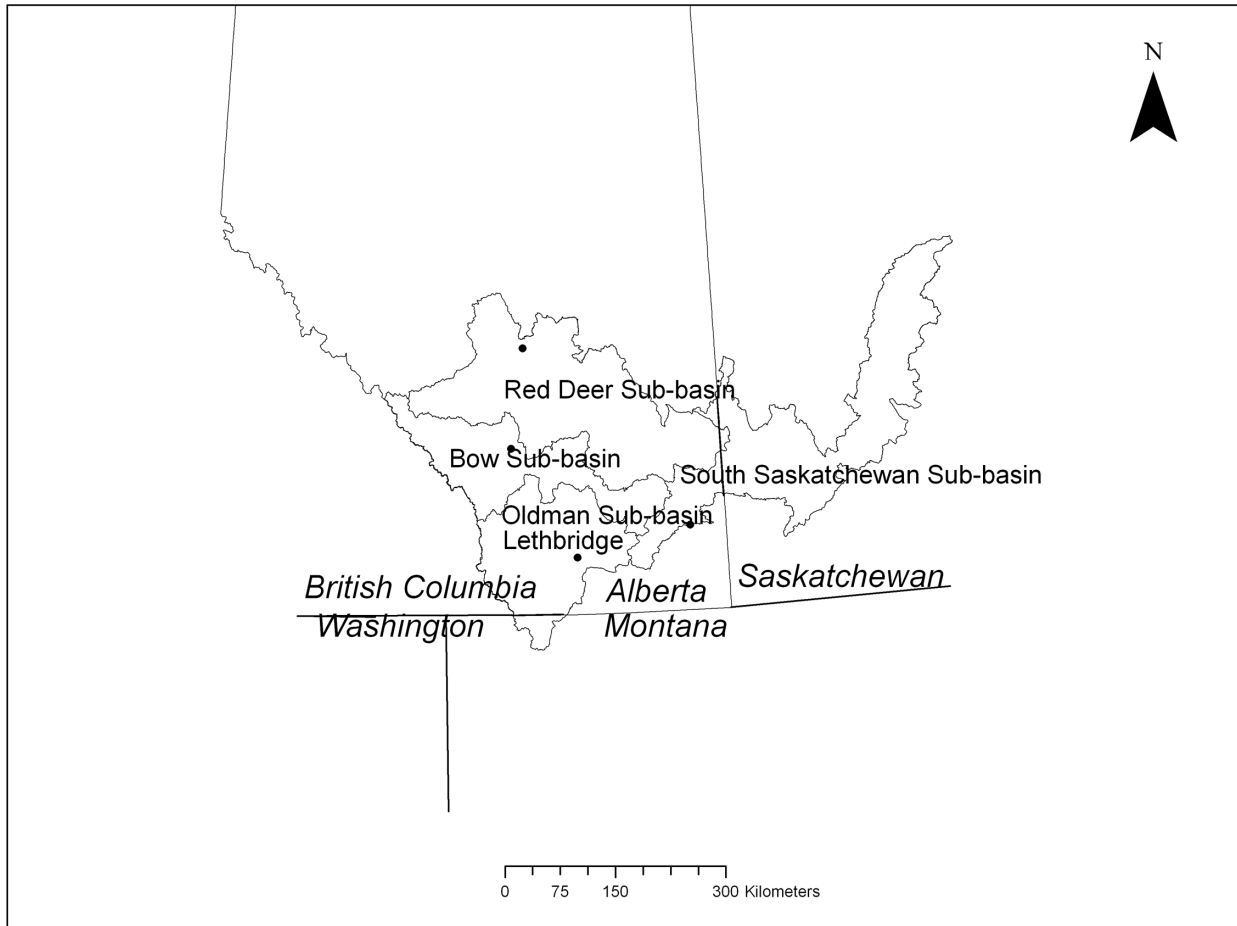 N
Red Deer Sub-basin
Bow Sub-basin
South Saskatchewan Sub-basin
Oldman Sub-basin
Lethbridge
British Columbia
Alberta
Saskatchewan
Washington
Montana
0 75 150 300 Kilometers